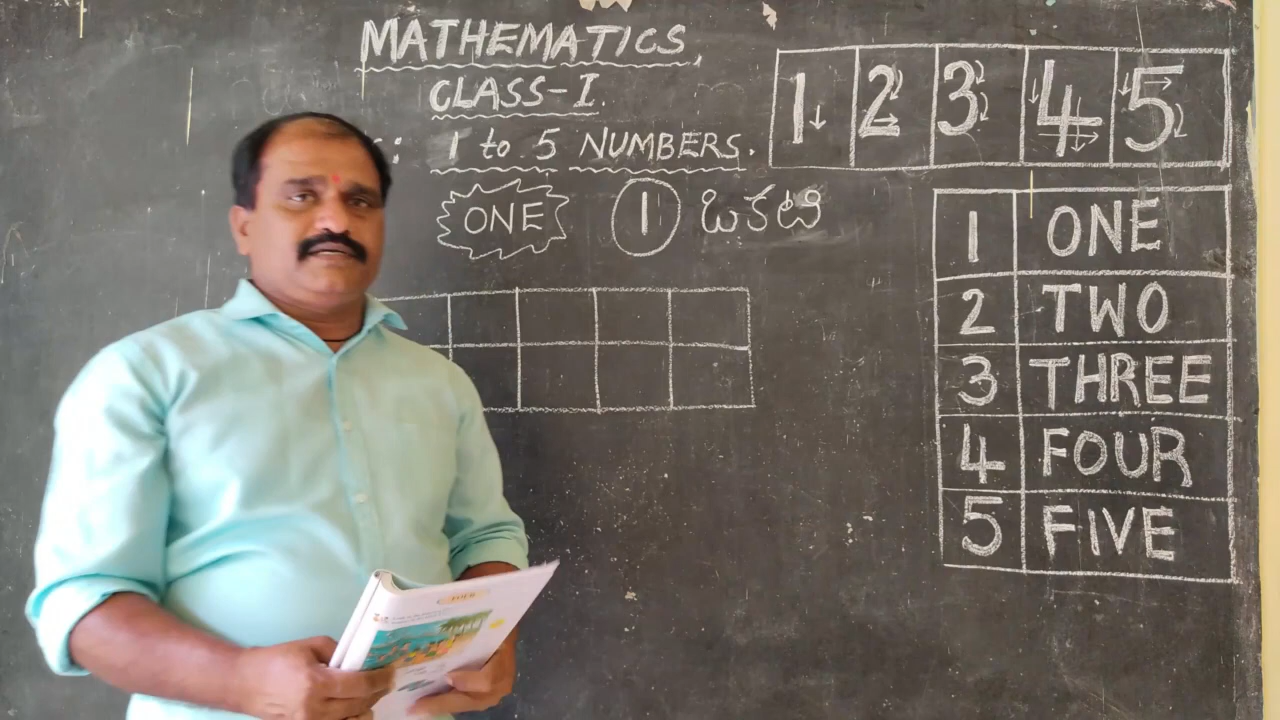 MATHEMATICS
CLASS-I.
: 1 to 5 NUMBERS.
ONE 1 ఒకటి
1 2 3 4 5
1 ONE
2 TWO
3 THREE
4 FOUR
5 FIVE